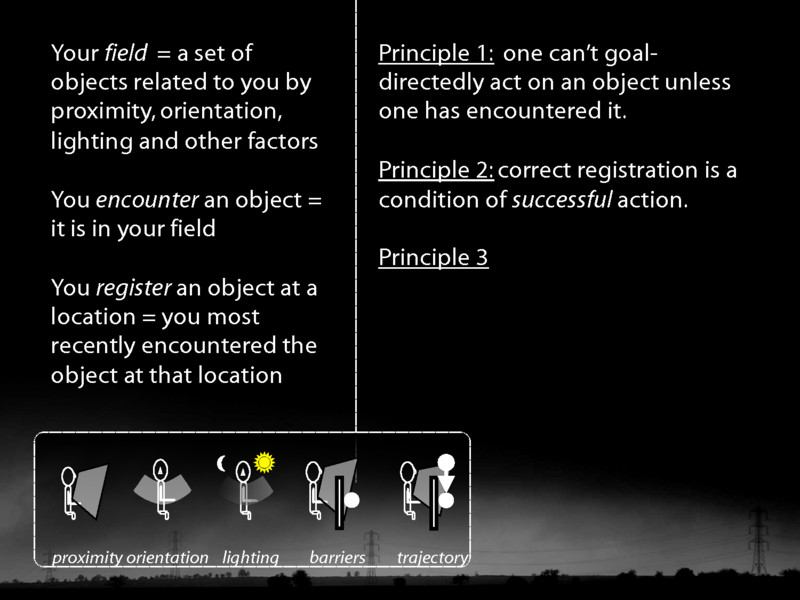 Your field = a set of
objects related to you by
proximity, orientation,
lighting and other factors
You encounter an object =
it is in your field
You register an object at a
location = you most
recently encountered the
object at that location
Principle 1: one can't goal-
directedly act on an object unless
one has encountered it.
Principle 2: correct registration is a
condition of successful action.
Principle 3
proximity orientation lighting barriers trajectory